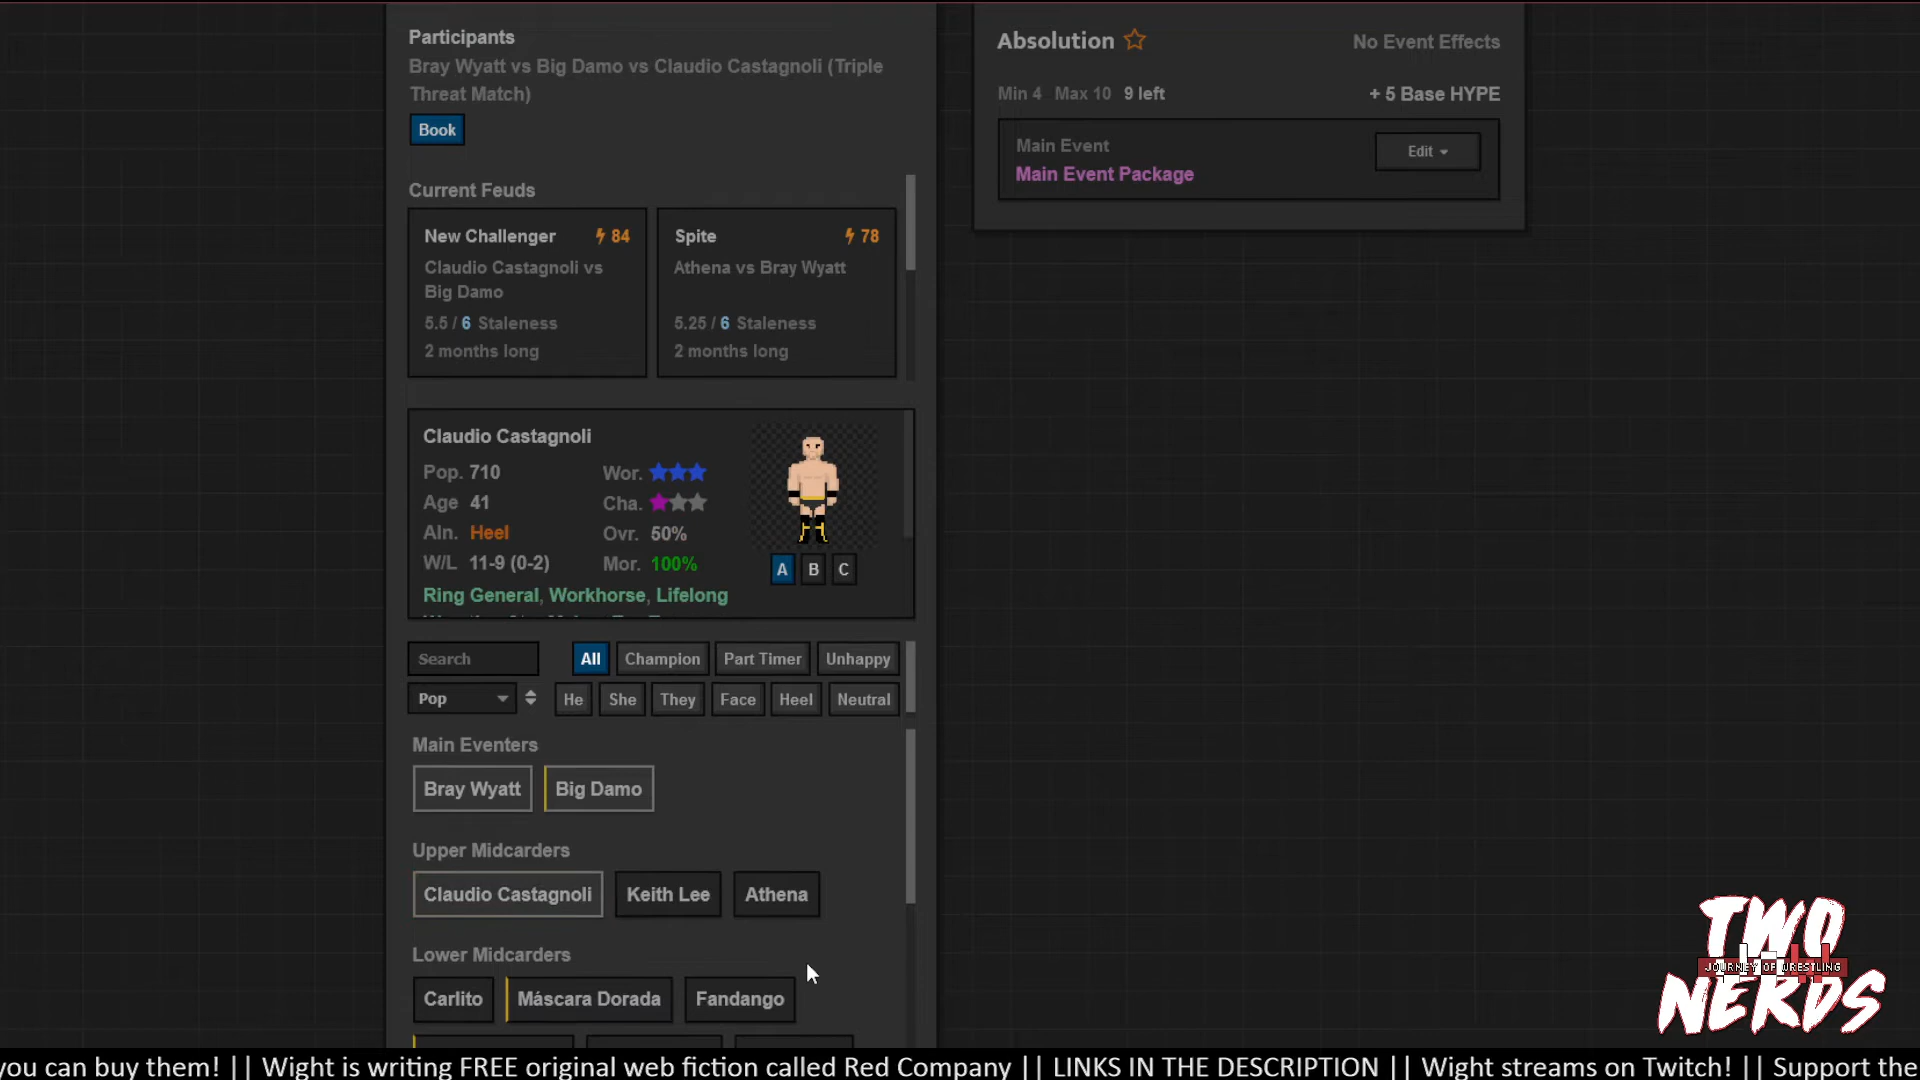 Participants
Bray Wyatt vs Big Damo vs Claudio Castagnoli (Triple
Threat Match)
Book
Current Feuds
New Challenger 84
Claudio Castagnoli vs
Big Damo
5.5 / 6 Staleness
2 months long
Spite 78
Athena vs Bray Wyatt
5.25 / 6 Staleness
2 months long
Claudio Castagnoli
Pop. 710 Wor.
Age 41 Cha.
Aln. Heel Ovr. 50%
W/L 11-9 (0-2) Mor. 100%
A B C
Ring General, Workhorse, Lifelong
Search All Champion Part Timer Unhappy
Pop He She They Face Heel Neutral
Main Eventers
Bray Wyatt Big Damo
Upper Midcarders
Claudio Castagnoli Keith Lee Athena
Lower Midcarders
Carlito Máscara Dorada Fandango
Absolution No Event Effects
Min 4 Max 10 9 left + 5 Base HYPE
Main Event
Main Event Package
Edit
TWO
JOURNEY OF WRESTLING
NERDS
you can buy them! || Wight is writing FREE original web fiction called Red Company || LINKS IN THE DESCRIPTION || Wight streams on Twitch! || Support the